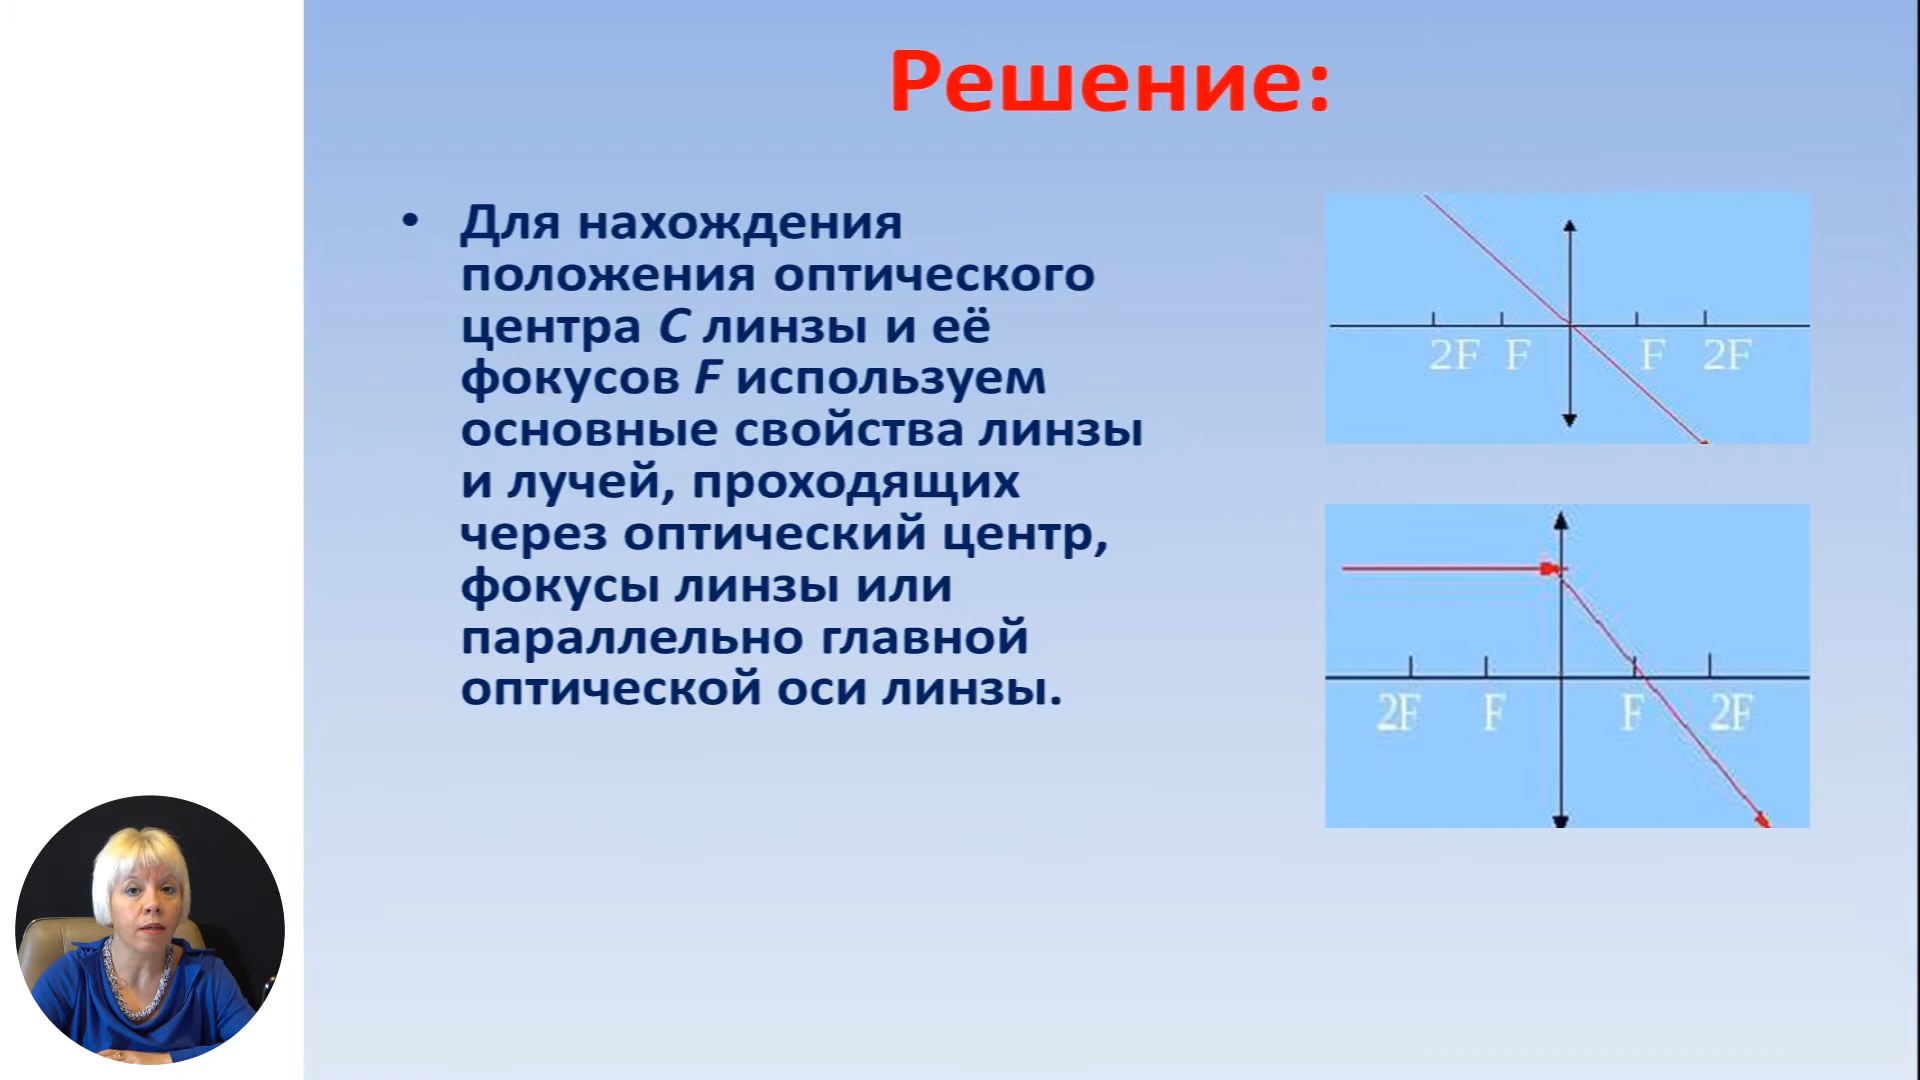 Решение:
• Для нахождения
положения оптического
центра С линзы и её
фокусов F используем
основные свойства линзы
и лучей, проходящих
через оптический центр,
фокусы линзы или
параллельно главной
оптической оси линзы.
2F F F 2F
2F F F 2F